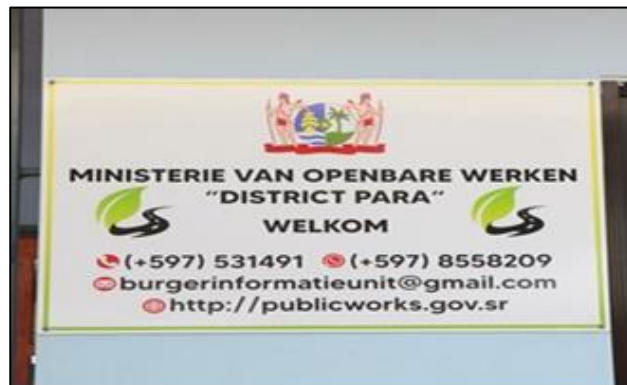 MINISTERIE VAN OPENBARE WERKEN
"DISTRICT PARA"
WELKOM
(+597) 531491 (+597) 8558209
burgerinformatieunit@gmail.com
http://publicworks.gov.sr